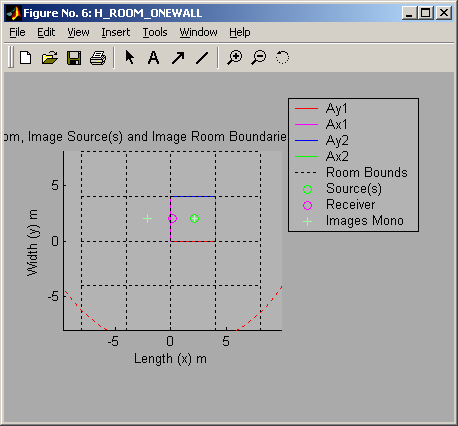 Figure No. 6: H_ROOM_ONEWALL
File Edit View Insert Tools Window Help
A
om, Image Source(s) and Image Room Boundarie
Ay1
Ax1
Ay2
Ax2
Room Bounds
Source(s)
Receiver
Images Mono
5
0
-5
Width (y) m
-5 0 5
Length (x) m